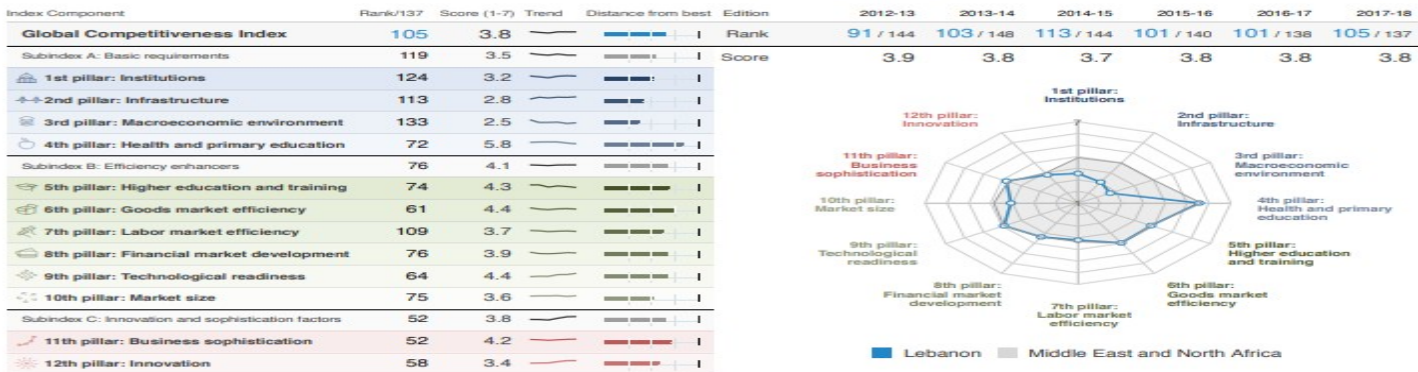 Index Component Rank/137 Score (1-7) Trend Distance from best
Global Competitiveness Index 105 3.8
Subindex A: Basic requirements 119 3.5
1st pillar: Institutions 124 3.2
2nd pillar: Infrastructure 113 2.8
3rd pillar: Macroeconomic environment 133 2.5
4th pillar: Health and primary education 72 5.8
Subindex B: Efficiency enhancers 76 4.1
5th pillar: Higher education and training 74 4.3
6th pillar: Goods market efficiency 61 4.4
7th pillar: Labor market efficiency 109 3.7
8th pillar: Financial market development 76 3.9
9th pillar: Technological readiness 64 4.4
10th pillar: Market size 75 3.6
Subindex C: Innovation and sophistication factors 52 3.8
11th pillar: Business sophistication 52 4.2
12th pillar: Innovation 58 3.4
Edition 2012-13 2013-14 2014-15 2015-16 2016-17 2017-18
Rank 91 / 144 103 / 148 113 / 144 101 / 140 101 / 138 105 / 137
Score 3.9 3.8 3.7 3.8 3.8 3.8
1st pillar:
Institutions
2nd pillar:
Infrastructure
3rd pillar:
Macroeconomic
environment
4th pillar:
Health and primary
education
5th pillar:
Higher education
and training
6th pillar:
Goods market
efficiency
7th pillar:
Labor market
efficiency
8th pillar:
Financial market
development
9th pillar:
Technological
readiness
10th pillar:
Market size
11th pillar:
Business
sophistication
12th pillar:
Innovation
7
Lebanon Middle East and North Africa